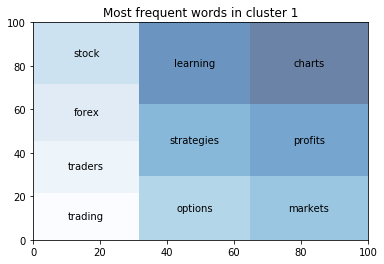 Most frequent words in cluster 1
100
80
60
40
20
0
stock
learning
charts
forex
strategies
profits
traders
trading
options
markets
0
20
40
60
80
100